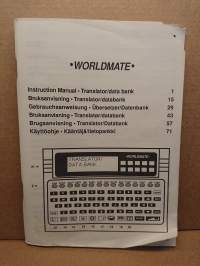 •WORLDMATE•
Instruction Manual - Translator/data bank 1
Bruksanvisning - Translator/databank 15
Gebrauchsanweisung - Übersetzer/Datenbank 29
Bruksanvisning - Translator/databank 43
Brugsanvisning - Translator/Databank 57
Käyttöohje - Kääntäjä/tietopankki 71
•WORLDMATE•
TRANSLATOR/
DATA BANK